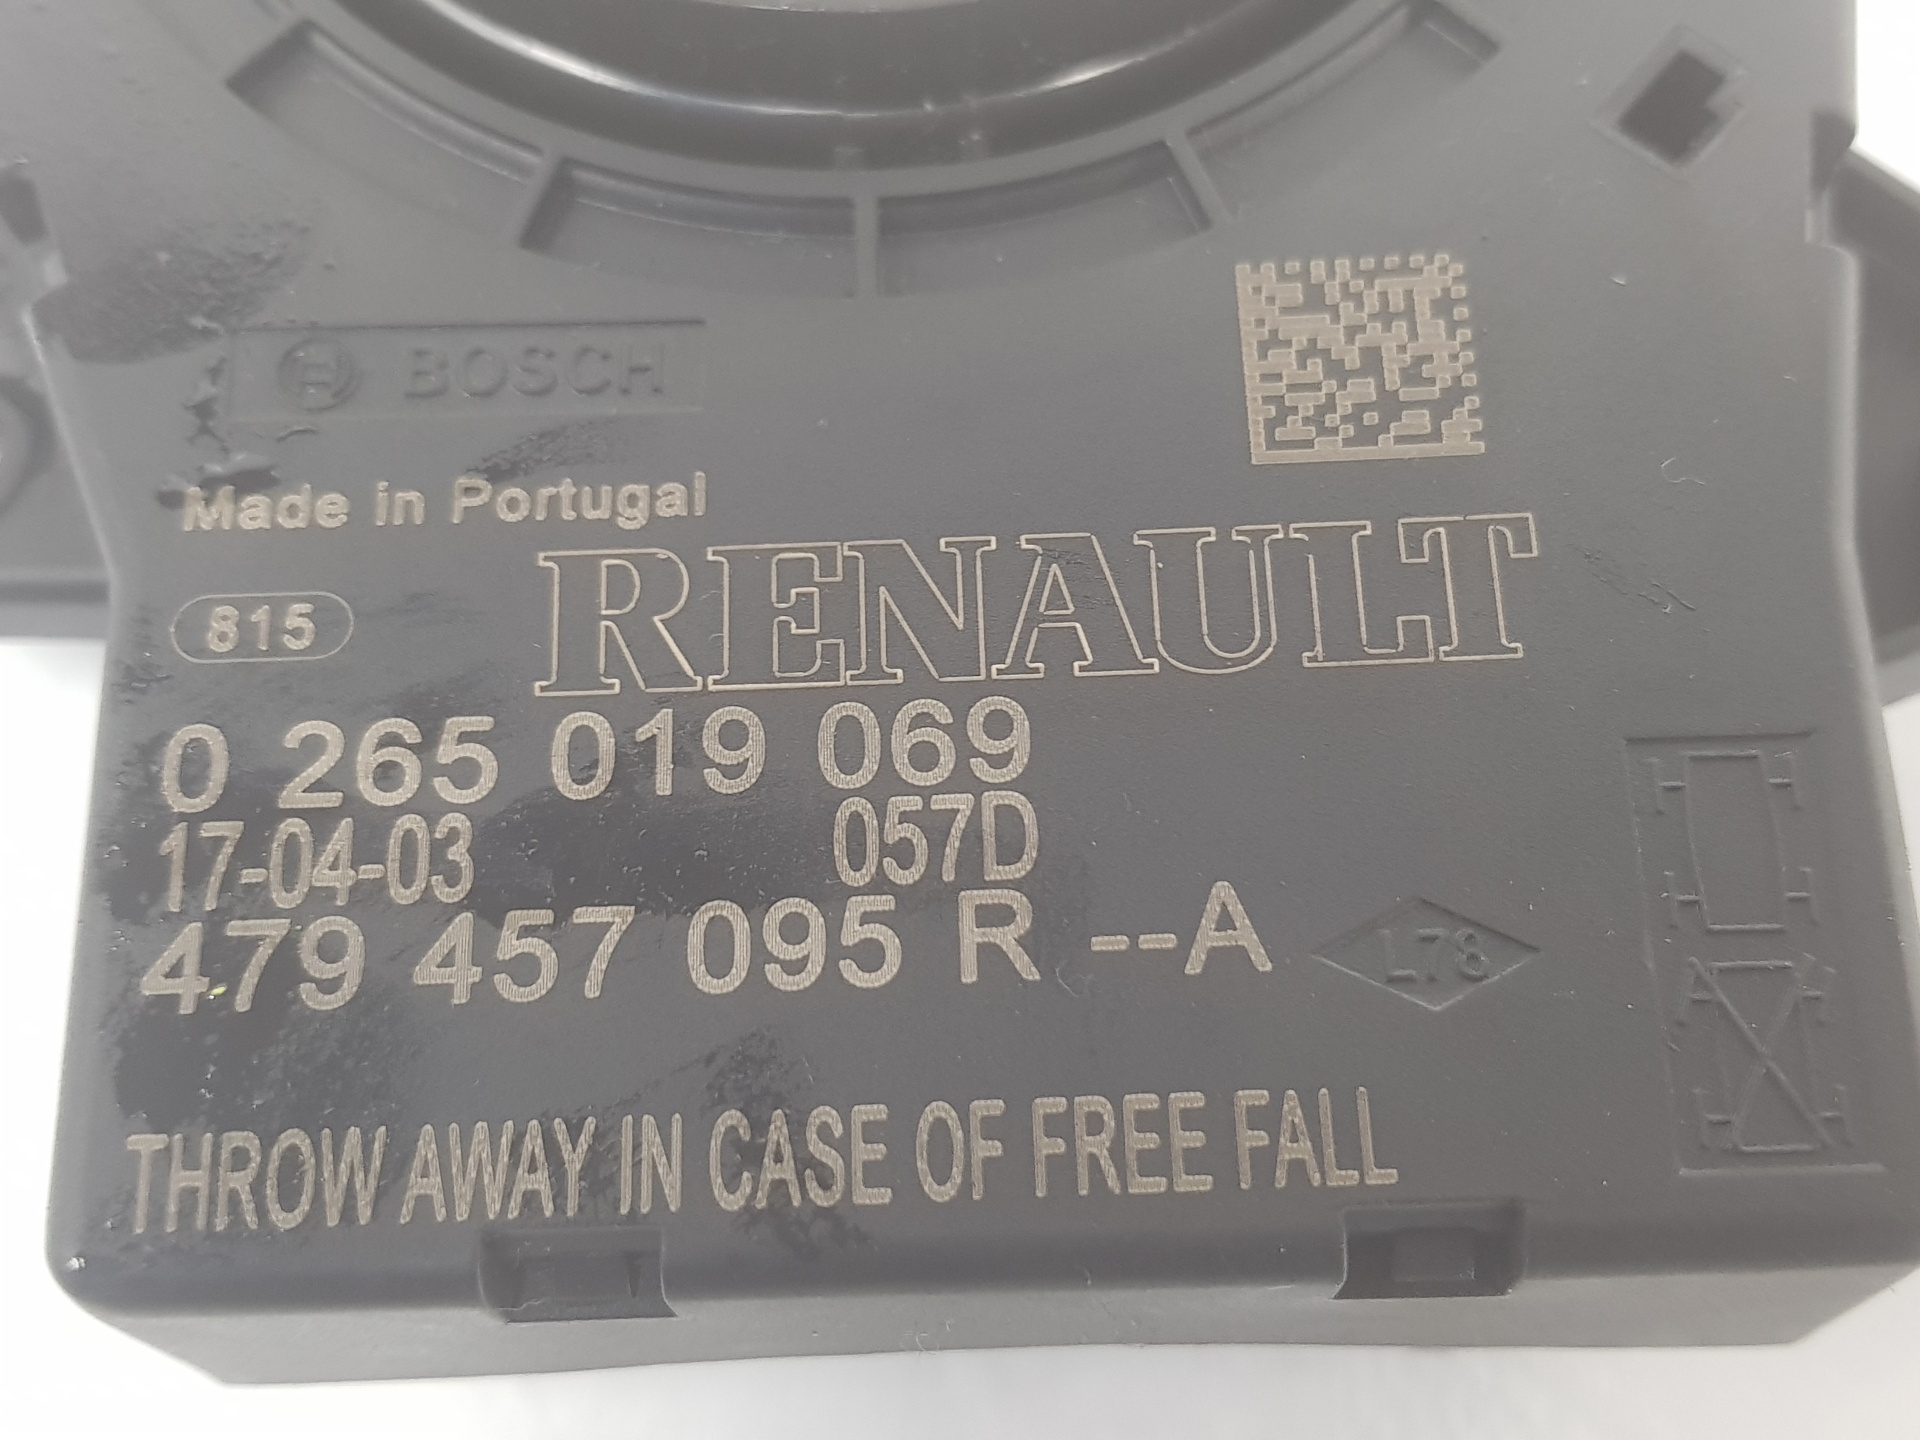 BOSCH
Made in Portugal
815
RENAULT
0 265 019 069
17-04-03 057D
479 457 095 R --A
L78
THROW AWAY IN CASE OF FREE FALL